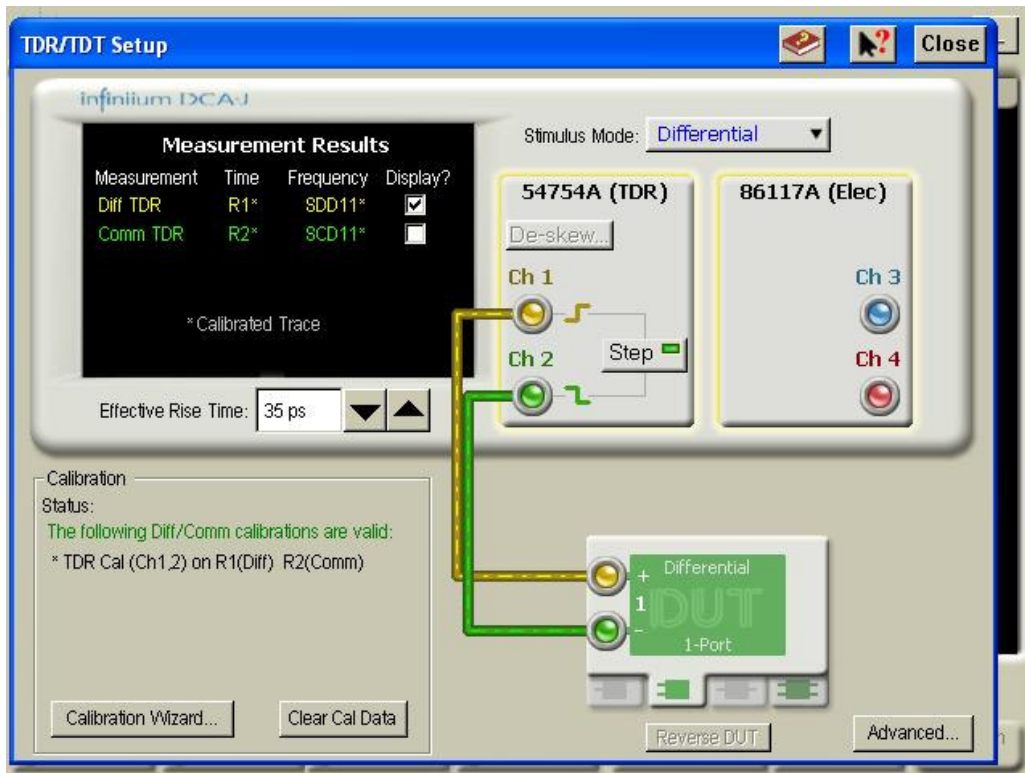 TDR/TDT Setup
Close
infiniium DCA-J
Measurement Results
Measurement Time Frequency Display?
Diff TDR R1* SDD11*
Comm TDR R2* SCD11*
*Calibrated Trace
Effective Rise Time: 35 ps
Stimulus Mode: Differential
54754A (TDR)
De-skew...
Ch 1
Ch 2
Step
86117A (Elec)
Ch 3
Ch 4
Calibration
Status:
The following Diff/Comm calibrations are valid:
* TDR Cal (Ch1,2) on R1(Diff) R2(Comm)
Calibration Wizard...
Clear Cal Data
+ Differential
1 DUT
- 1-Port
Reverse DUT
Advanced...